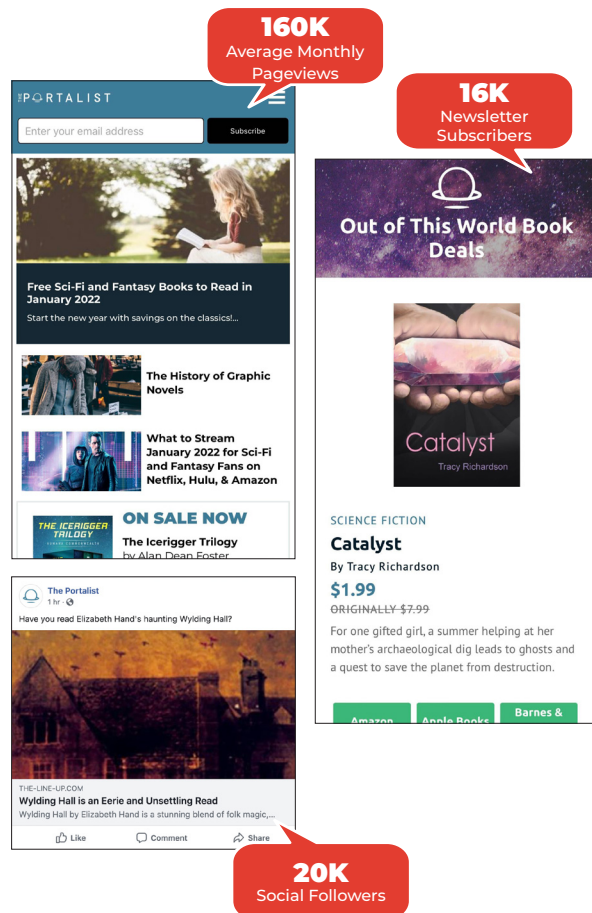 160K
Average Monthly
Pageviews
THE PORTALIST
Enter your email address
Subscribe
Free Sci-Fi and Fantasy Books to Read in
January 2022
Start the new year with savings on the classics!...
The History of Graphic
Novels
What to Stream
January 2022 for Sci-Fi
and Fantasy Fans on
Netflix, Hulu, & Amazon
THE ICERIGGER
TRILOGY
ON SALE NOW
The Icerigger Trilogy
by Alan Dean Foster
The Portalist
1 hr ·
Have you read Elizabeth Hand's haunting Wylding Hall?
THE-LINE-UP.COM
Wylding Hall is an Eerie and Unsettling Read
Wylding Hall by Elizabeth Hand is a stunning blend of folk magic,...
Like
Comment
Share
20K
Social Followers
16K
Newsletter
Subscribers
Out of This World Book
Deals
Catalyst
Tracy Richardson
SCIENCE FICTION
Catalyst
By Tracy Richardson
$1.99
ORIGINALLY $7.99
For one gifted girl, a summer helping at her
mother's archaeological dig leads to ghosts and
a quest to save the planet from destruction.
Amazon
Apple Books
Barnes &